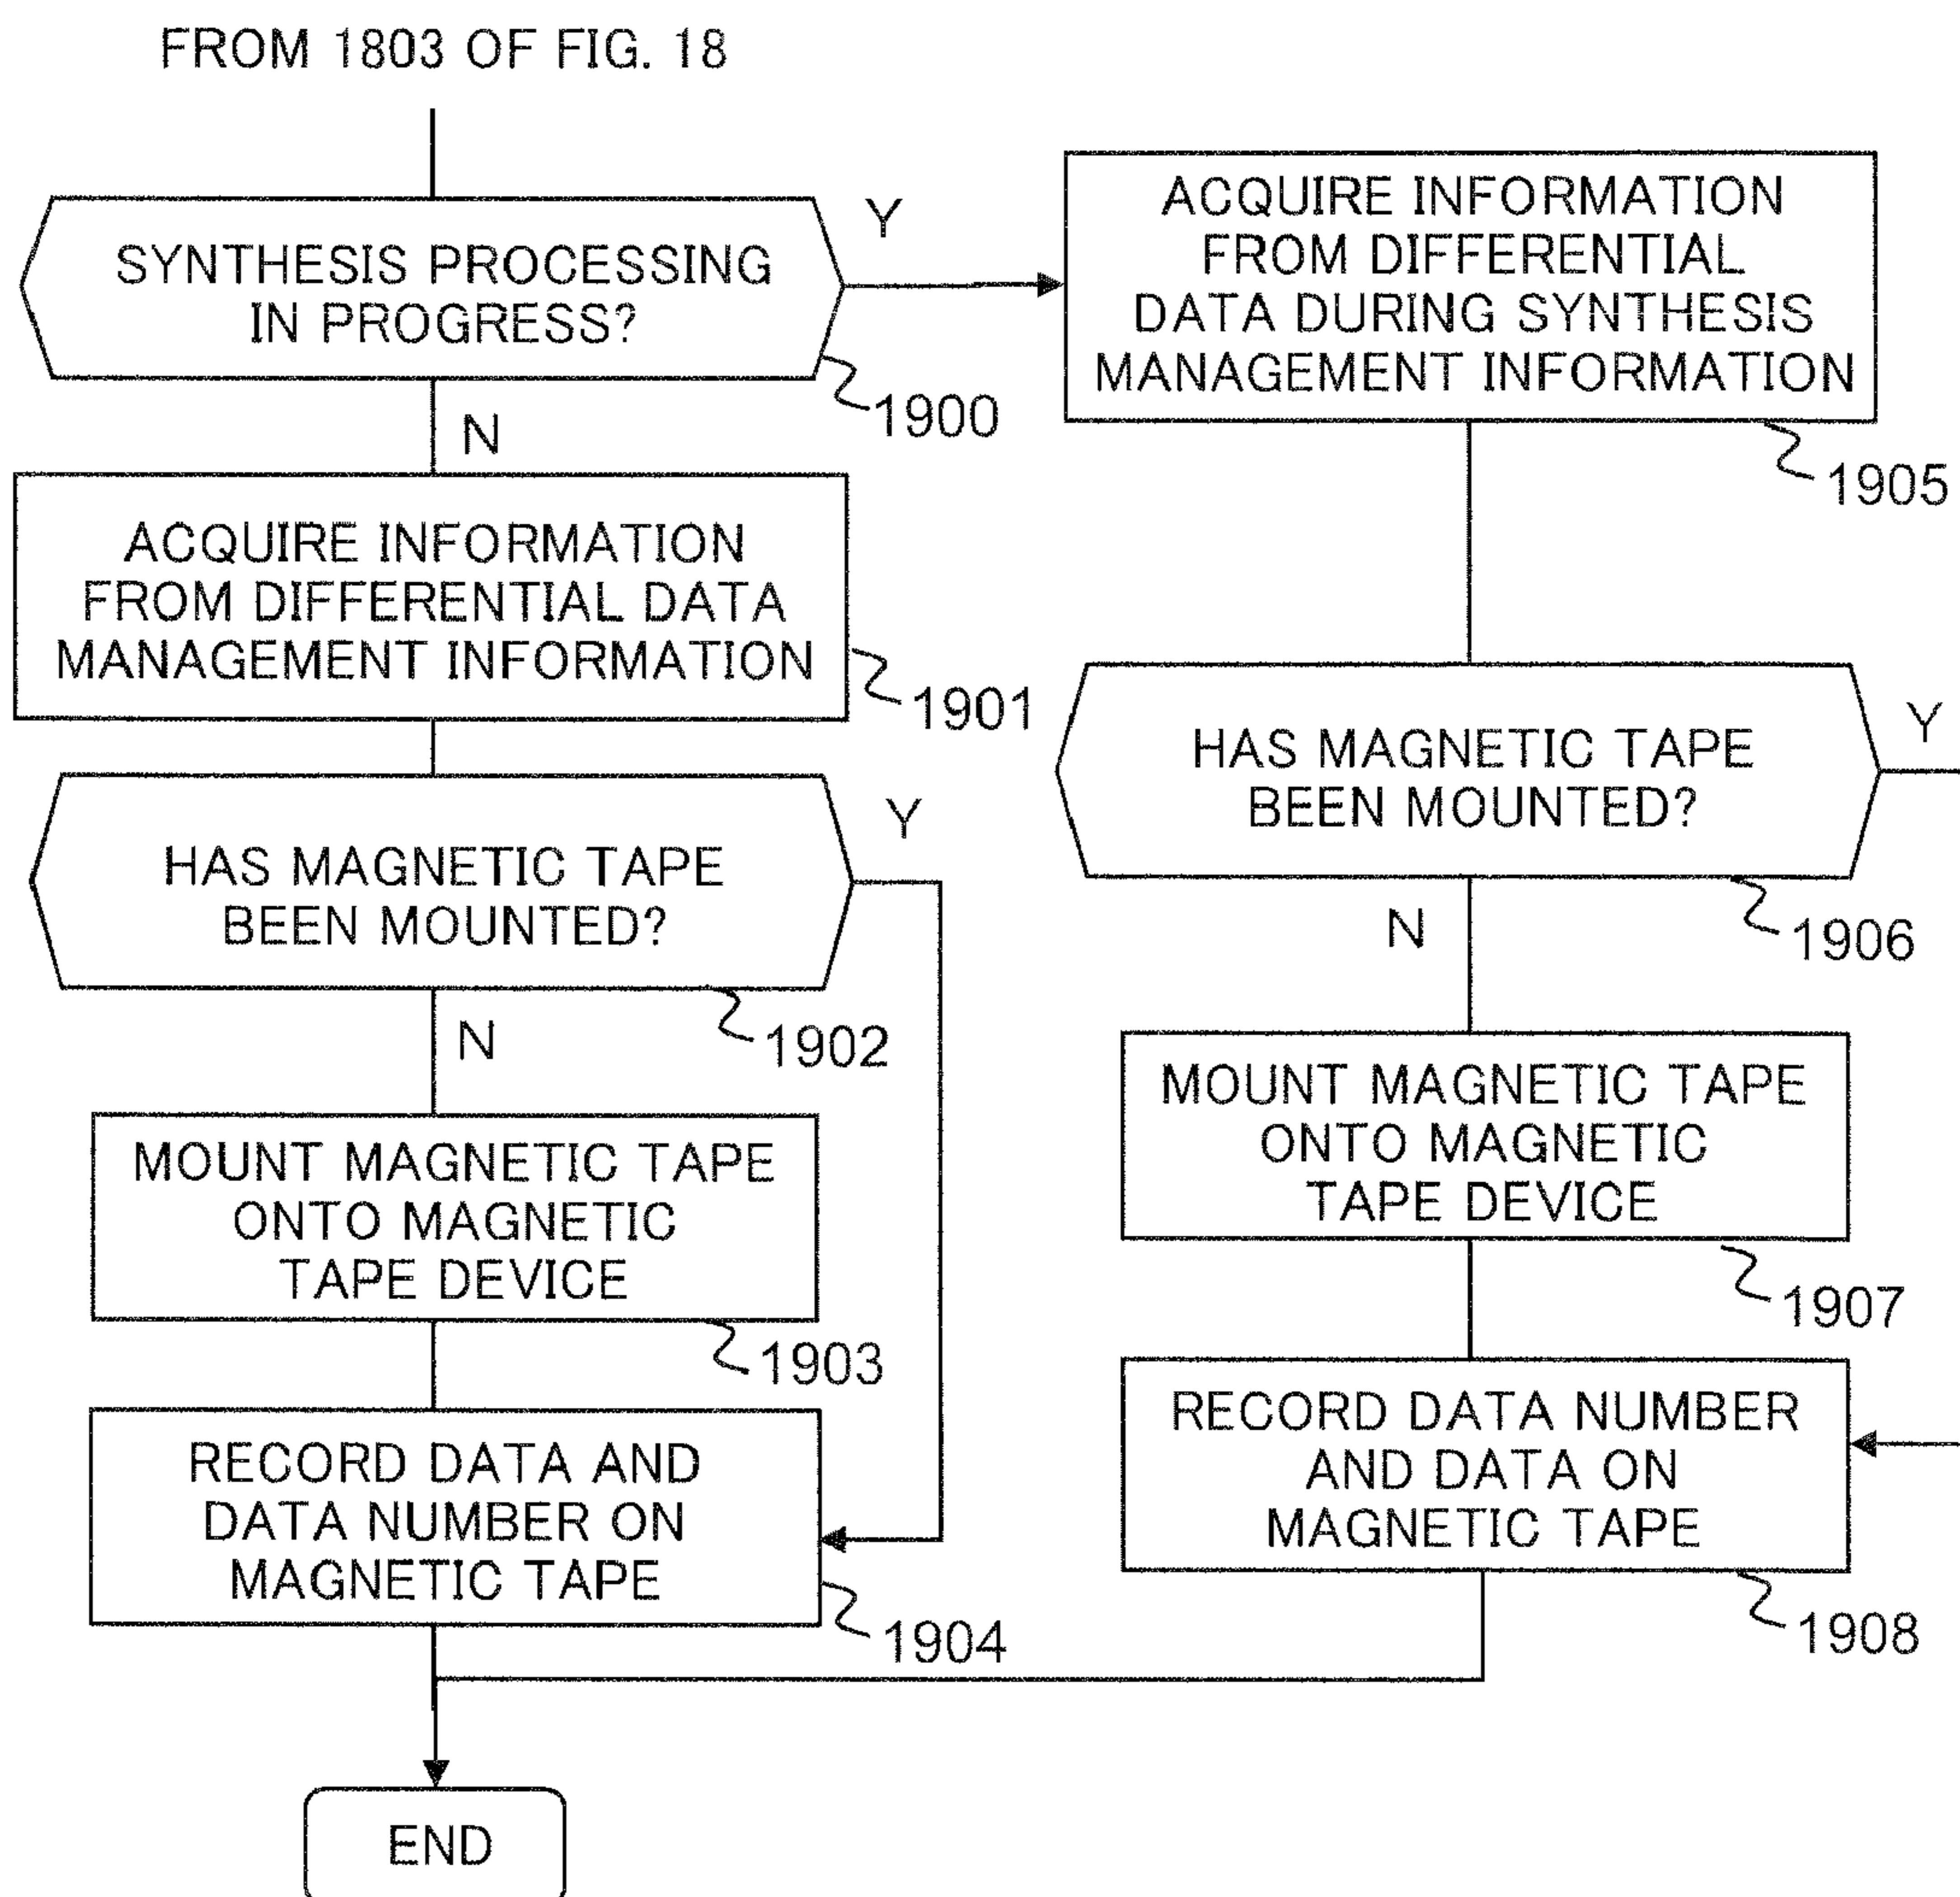 FROM 1803 OF FIG. 18
SYNTHESIS PROCESSING
IN PROGRESS?
Y
1900
N
ACQUIRE INFORMATION
FROM DIFFERENTIAL DATA
MANAGEMENT INFORMATION
1901
HAS MAGNETIC TAPE
BEEN MOUNTED?
Y
1902
N
MOUNT MAGNETIC TAPE
ONTO MAGNETIC
TAPE DEVICE
1903
RECORD DATA AND
DATA NUMBER ON
MAGNETIC TAPE
1904
END
ACQUIRE INFORMATION
FROM DIFFERENTIAL
DATA DURING SYNTHESIS
MANAGEMENT INFORMATION
1905
HAS MAGNETIC TAPE
BEEN MOUNTED?
Y
1906
N
MOUNT MAGNETIC TAPE
ONTO MAGNETIC
TAPE DEVICE
1907
RECORD DATA NUMBER
AND DATA ON
MAGNETIC TAPE
1908